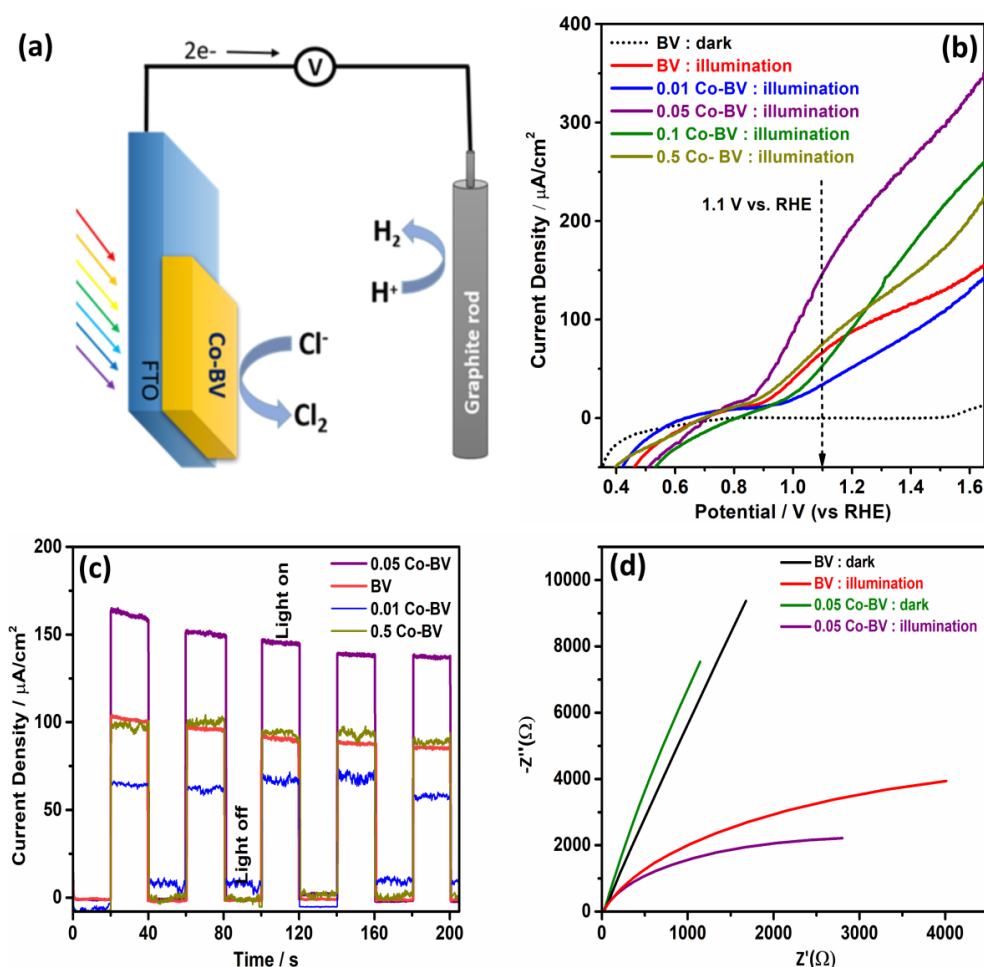 (a)
2e-
V
H2
H+
Cl-
Cl2
FTO
Co-BV
Graphite rod
(b)
BV : dark
BV : illumination
0.01 Co-BV : illumination
0.05 Co-BV : illumination
0.1 Co-BV : illumination
0.5 Co- BV : illumination
1.1 V vs. RHE
Current Density / μA/cm2
400
300
200
100
0
0.4 0.6 0.8 1.0 1.2 1.4 1.6
Potential / V (vs RHE)
(c)
0.05 Co-BV
BV
0.01 Co-BV
0.5 Co-BV
Light on
Light off
Current Density / μA/cm2
200
150
100
50
0
0 40 80 120 160 200
Time / s
(d)
BV : dark
BV : illumination
0.05 Co-BV : dark
0.05 Co-BV : illumination
-Z''(Ω)
10000
8000
6000
4000
2000
0
0 1000 2000 3000 4000
Z'(Ω)